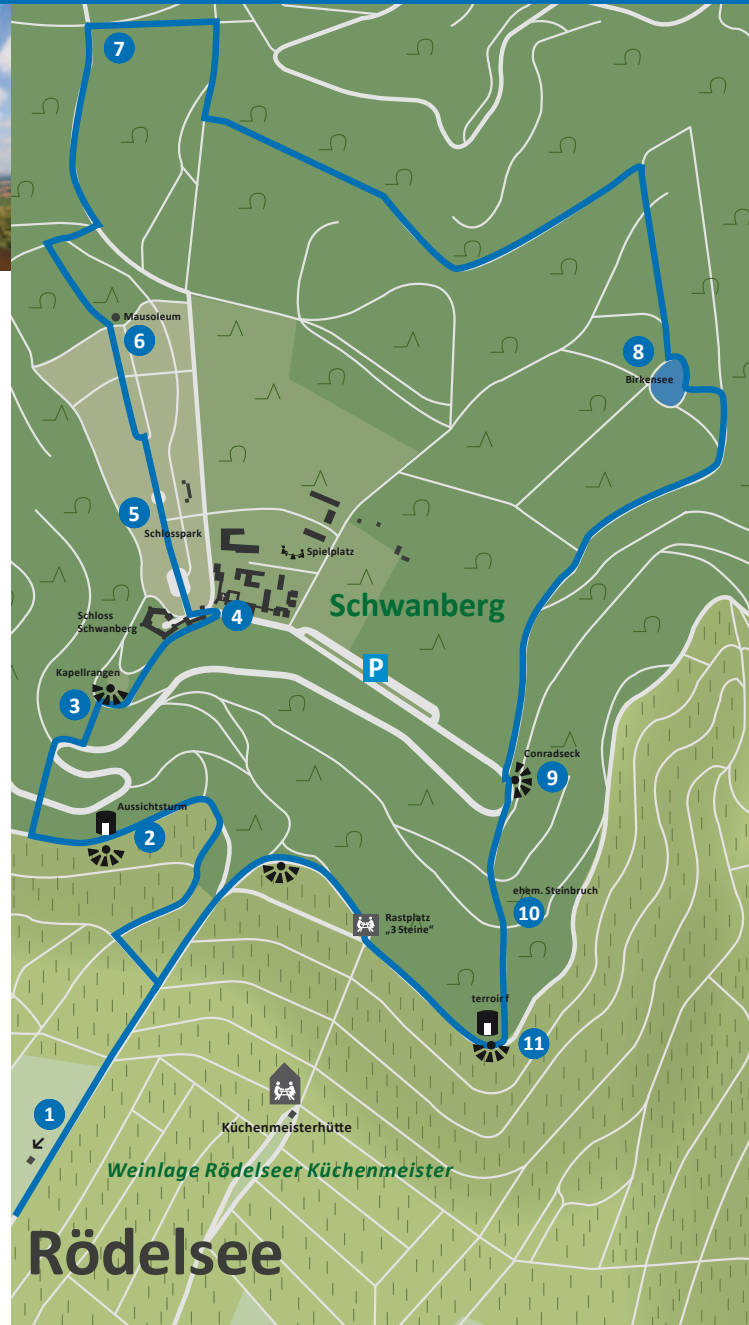 7
Mausoleum
6
8
Birkensee
5
Schlosspark
Spielplatz
Schwanberg
4
Schloss
Schwanberg
P
Kapellrangen
3
Conradseck
9
Aussichtsturm
2
ehem. Steinbruch
10
Rastplatz
„3 Steine“
terroir f
11
1
Küchenmeisterhütte
Weinlage Rödelseer Küchenmeister
Rödelsee